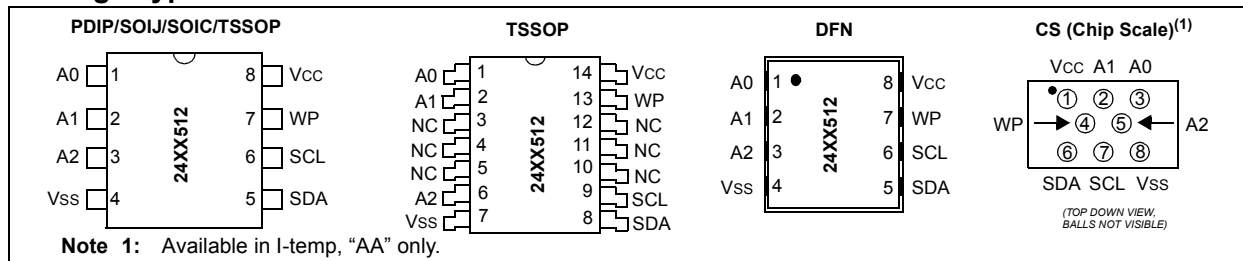 PDIP/SOIJ/SOIC/TSSOP
A0 1 8 VCC
A1 2 7 WP
A2 3 6 SCL
VSS 4 5 SDA
24XX512
TSSOP
A0 1 14 VCC
A1 2 13 WP
NC 3 12 NC
NC 4 11 NC
NC 5 10 NC
A2 6 9 SCL
VSS 7 8 SDA
24XX512
DFN
A0 1 8 VCC
A1 2 7 WP
A2 3 6 SCL
VSS 4 5 SDA
24XX512
CS (Chip Scale)(1)
VCC A1 A0
1 2 3
WP 4 5 A2
6 7 8
SDA SCL VSS
(TOP DOWN VIEW,
BALLS NOT VISIBLE)
Note 1: Available in I-temp, “AA” only.